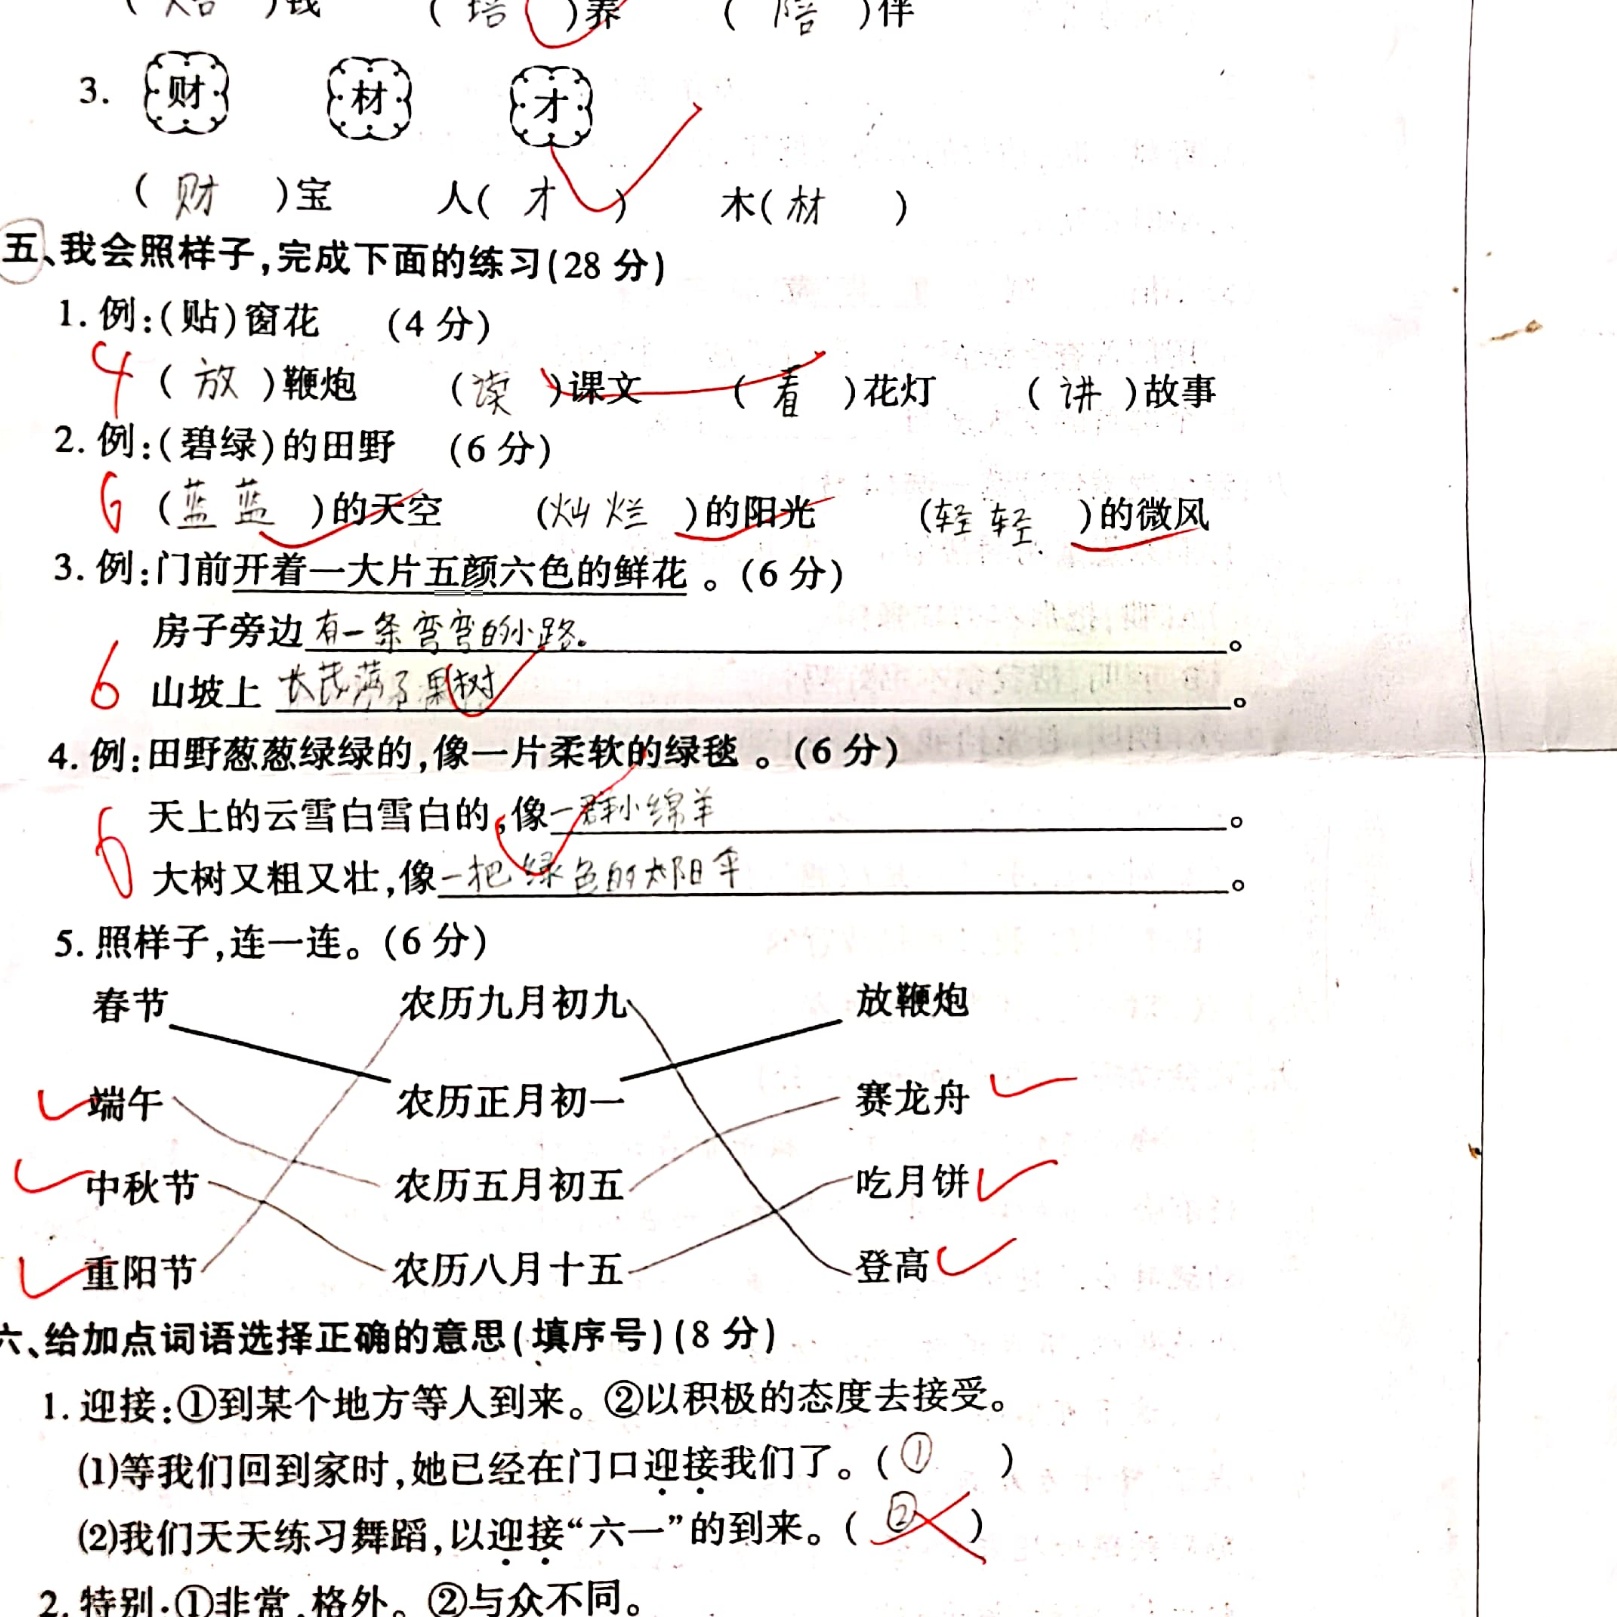 (赔)钱 (培)养 (陪)伴
3. 财 材 才
(财)宝 人(才) 木(材)
五、我会照样子,完成下面的练习(28分)
1. 例:(贴)窗花 (4分)
4 (放)鞭炮 (读)课文 (看)花灯 (讲)故事
2. 例:(碧绿)的田野 (6分)
6 (蓝蓝)的天空 (灿烂)的阳光 (轻轻)的微风
3. 例:门前开着一大片五颜六色的鲜花。(6分)
房子旁边有一条弯弯的小路。。
6 山坡上长茂满了果树。
4. 例:田野葱葱绿绿的,像一片柔软的绿毯。(6分)
天上的云雪白雪白的,像一群小绵羊。
6 大树又粗又壮,像一把绿色的太阳伞。
5. 照样子,连一连。(6分)
春节 农历九月初九 放鞭炮
端午 农历正月初一 赛龙舟
中秋节 农历五月初五 吃月饼
重阳节 农历八月十五 登高
六、给加点词语选择正确的意思(填序号)(8分)
1. 迎接:①到某个地方等人到来。②以积极的态度去接受。
(1)等我们回到家时,她已经在门口迎接我们了。(①)
(2)我们天天练习舞蹈,以迎接“六一”的到来。(②)
2. 特别:①非常,格外。②与众不同。